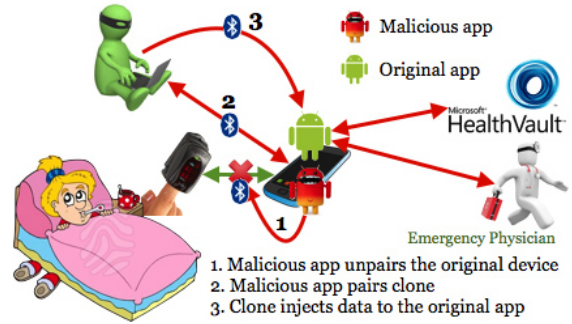 3
Malicious app
Original app
2
Microsoft®
HealthVault™
1
Emergency Physician
1. Malicious app unpairs the original device
2. Malicious app pairs clone
3. Clone injects data to the original app